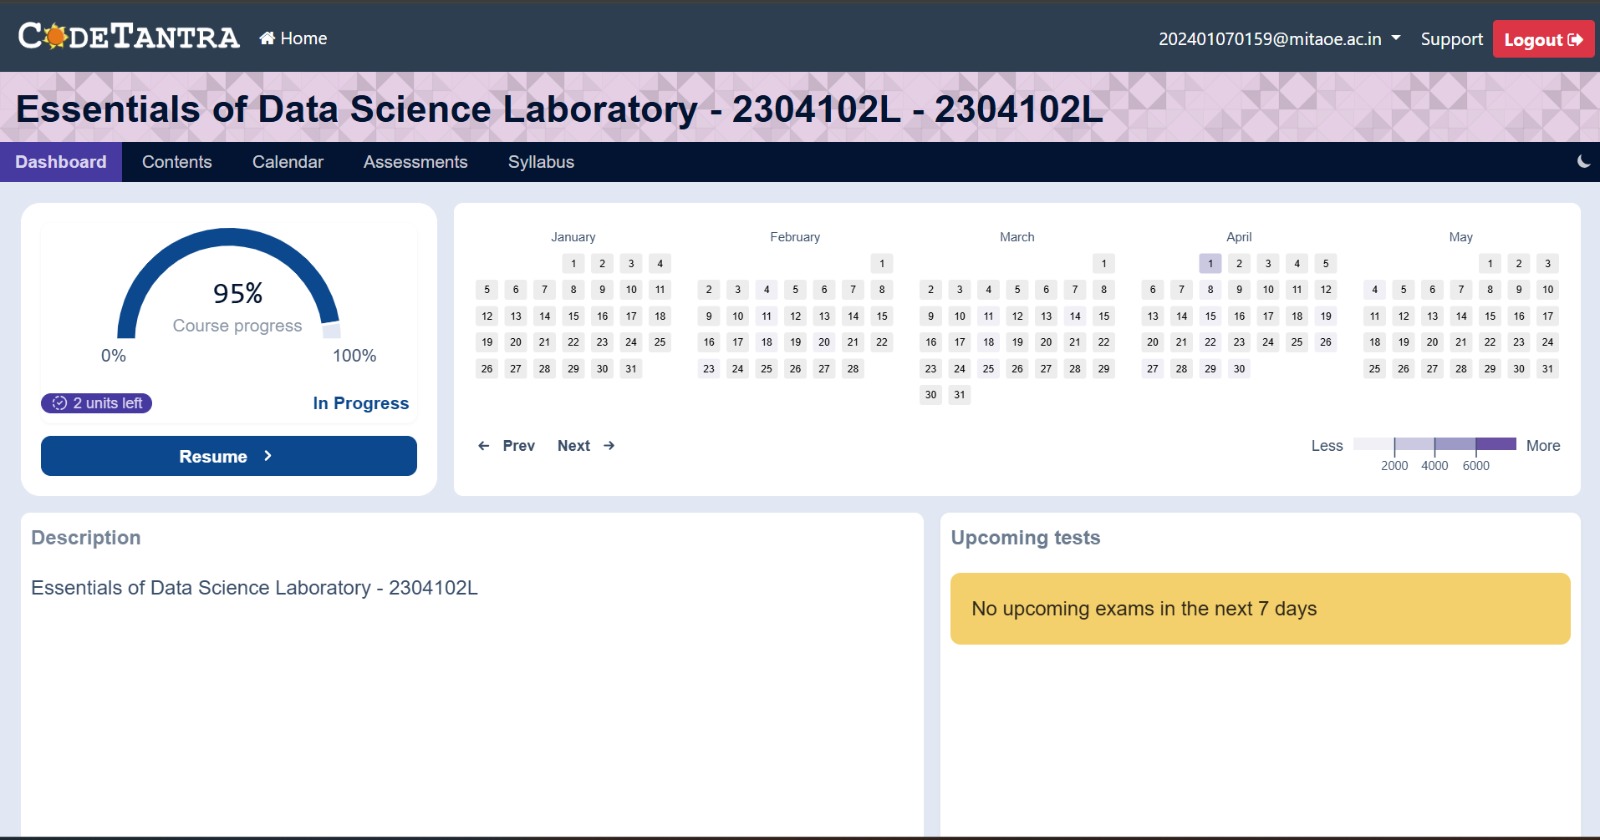 CODETANTRA Home 202401070159@mitaoe.ac.in Support Logout
Essentials of Data Science Laboratory - 2304102L - 2304102L
Dashboard Contents Calendar Assessments Syllabus
95%
Course progress
0% 100%
2 units left In Progress
Resume
January
1 2 3 4
5 6 7 8 9 10 11
12 13 14 15 16 17 18
19 20 21 22 23 24 25
26 27 28 29 30 31
February
1
2 3 4 5 6 7 8
9 10 11 12 13 14 15
16 17 18 19 20 21 22
23 24 25 26 27 28
March
1
2 3 4 5 6 7 8
9 10 11 12 13 14 15
16 17 18 19 20 21 22
23 24 25 26 27 28 29
30 31
April
1 2 3 4 5
6 7 8 9 10 11 12
13 14 15 16 17 18 19
20 21 22 23 24 25 26
27 28 29 30
May
1 2 3
4 5 6 7 8 9 10
11 12 13 14 15 16 17
18 19 20 21 22 23 24
25 26 27 28 29 30 31
← Prev Next →
Less More
2000 4000 6000
Description
Essentials of Data Science Laboratory - 2304102L
Upcoming tests
No upcoming exams in the next 7 days